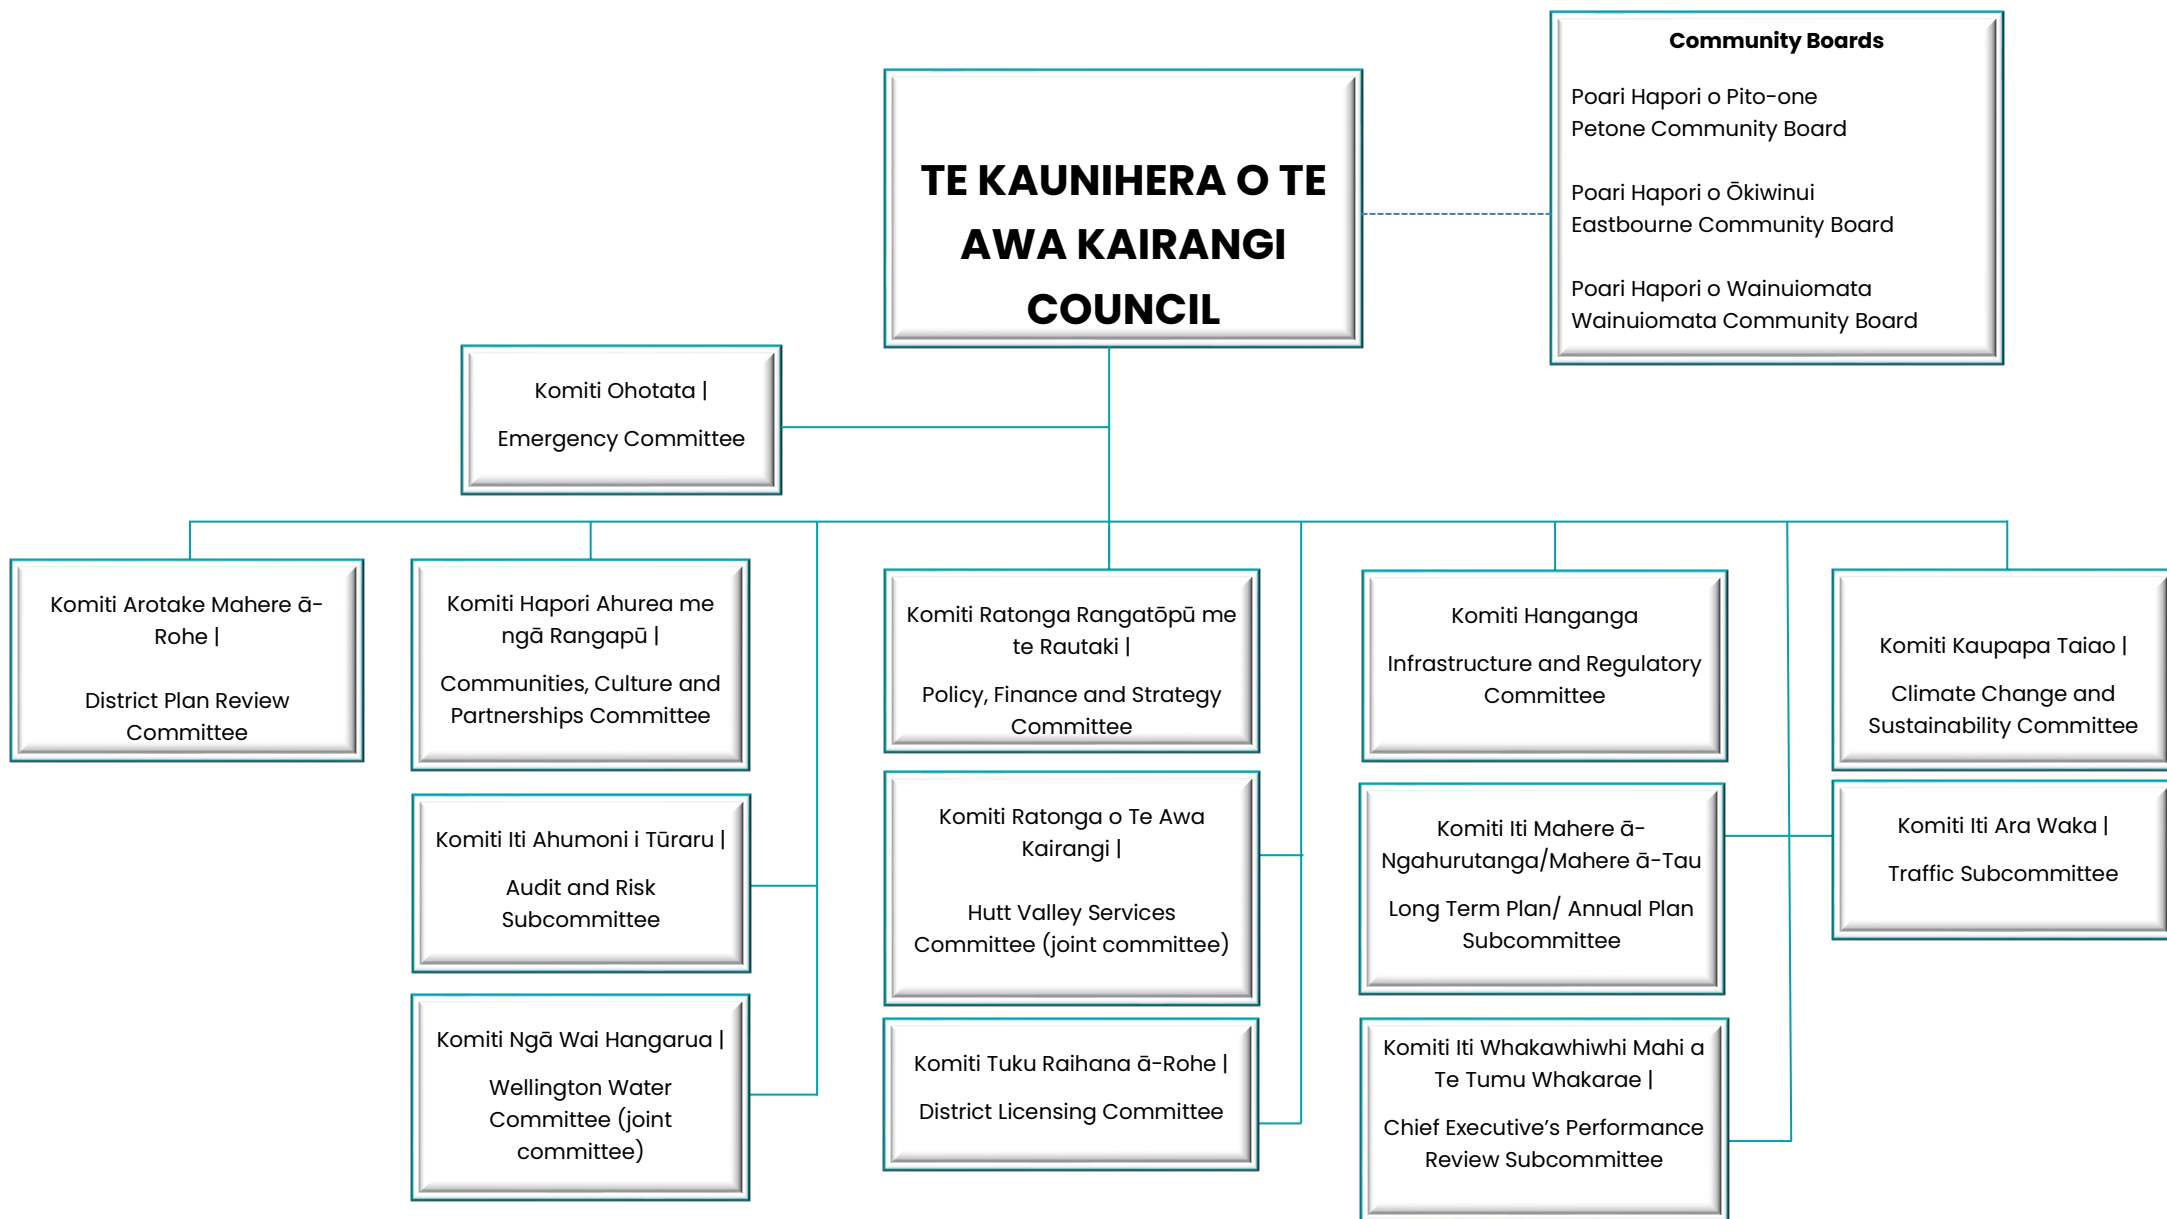 Community Boards
Poari Hapori o Pito-one
Petone Community Board
Poari Hapori o Ōkiwinui
Eastbourne Community Board
Poari Hapori o Wainuiomata
Wainuiomata Community Board
TE KAUNIHERA O TE
AWA KAIRANGI
COUNCIL
Komiti Ohotata |
Emergency Committee
Komiti Arotake Mahere ā-
Rohe |
District Plan Review
Committee
Komiti Hapori Ahurea me
ngā Rangapū |
Communities, Culture and
Partnerships Committee
Komiti Ratonga Rangatōpū me
te Rautaki |
Policy, Finance and Strategy
Committee
Komiti Hanganga
Infrastructure and Regulatory
Committee
Komiti Kaupapa Taiao |
Climate Change and
Sustainability Committee
Komiti Iti Ahumoni i Tūraru |
Audit and Risk
Subcommittee
Komiti Ratonga o Te Awa
Kairangi |
Hutt Valley Services
Committee (joint committee)
Komiti Iti Mahere ā-
Ngahurutanga/Mahere ā-Tau
Long Term Plan/ Annual Plan
Subcommittee
Komiti Iti Ara Waka |
Traffic Subcommittee
Komiti Ngā Wai Hangarua |
Wellington Water
Committee (joint
committee)
Komiti Tuku Raihana ā-Rohe |
District Licensing Committee
Komiti Iti Whakawhiwhi Mahi a
Te Tumu Whakarae |
Chief Executive’s Performance
Review Subcommittee